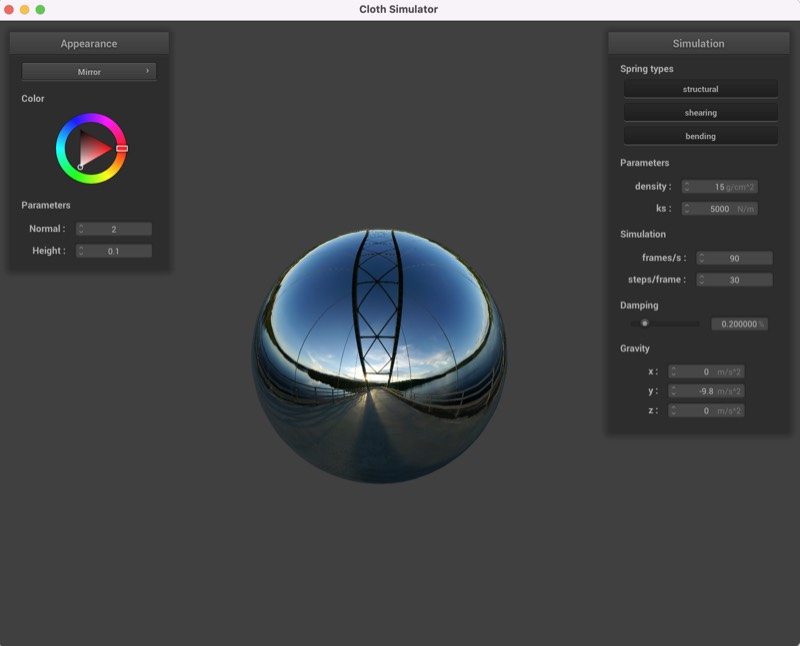 Cloth Simulator
Appearance
Mirror
Color
Parameters
Normal : 2
Height : 0.1
Simulation
Spring types
structural
shearing
bending
Parameters
density : 15 g/cm^2
ks : 5000 N/m
Simulation
frames/s : 90
steps/frame : 30
Damping
0.200000 %
Gravity
x : 0 m/s^2
y : -9.8 m/s^2
z : 0 m/s^2